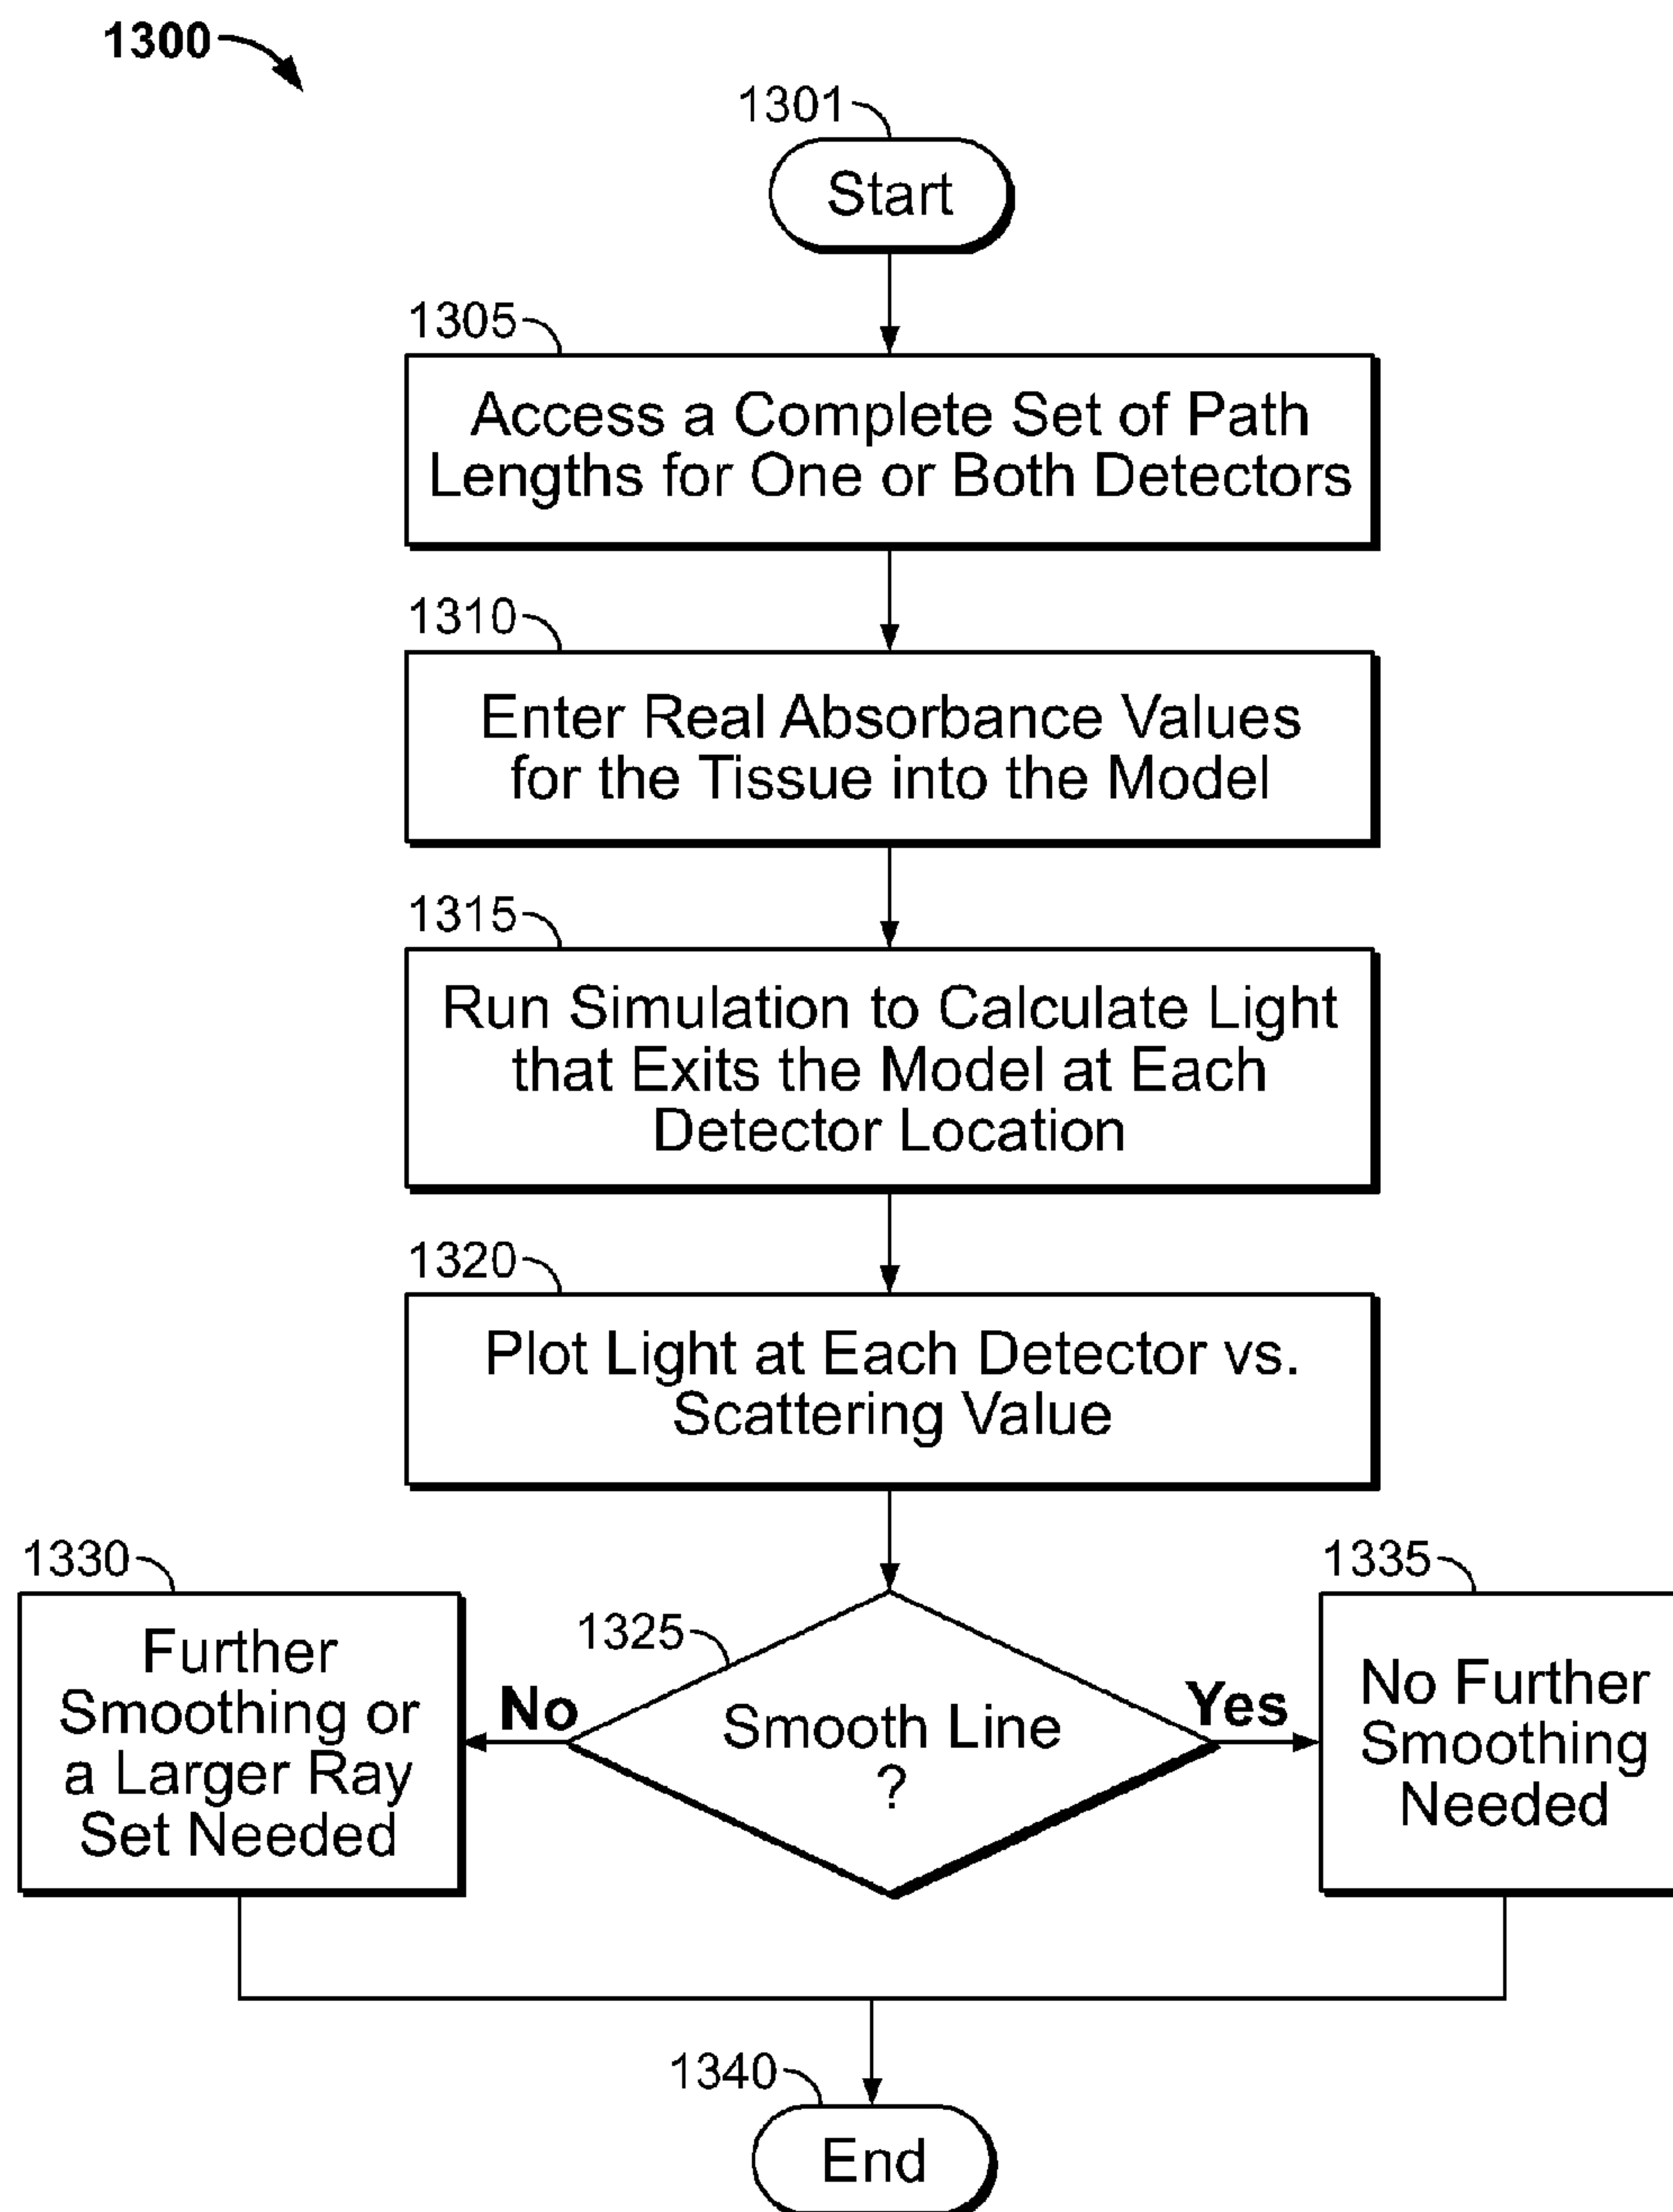 1300
1301
Start
1305
Access a Complete Set of Path
Lengths for One or Both Detectors
1310
Enter Real Absorbance Values
for the Tissue into the Model
1315
Run Simulation to Calculate Light
that Exits the Model at Each
Detector Location
1320
Plot Light at Each Detector vs.
Scattering Value
1330
Further
Smoothing or
a Larger Ray
Set Needed
No
1325
Smooth Line
?
Yes
1335
No Further
Smoothing
Needed
1340
End